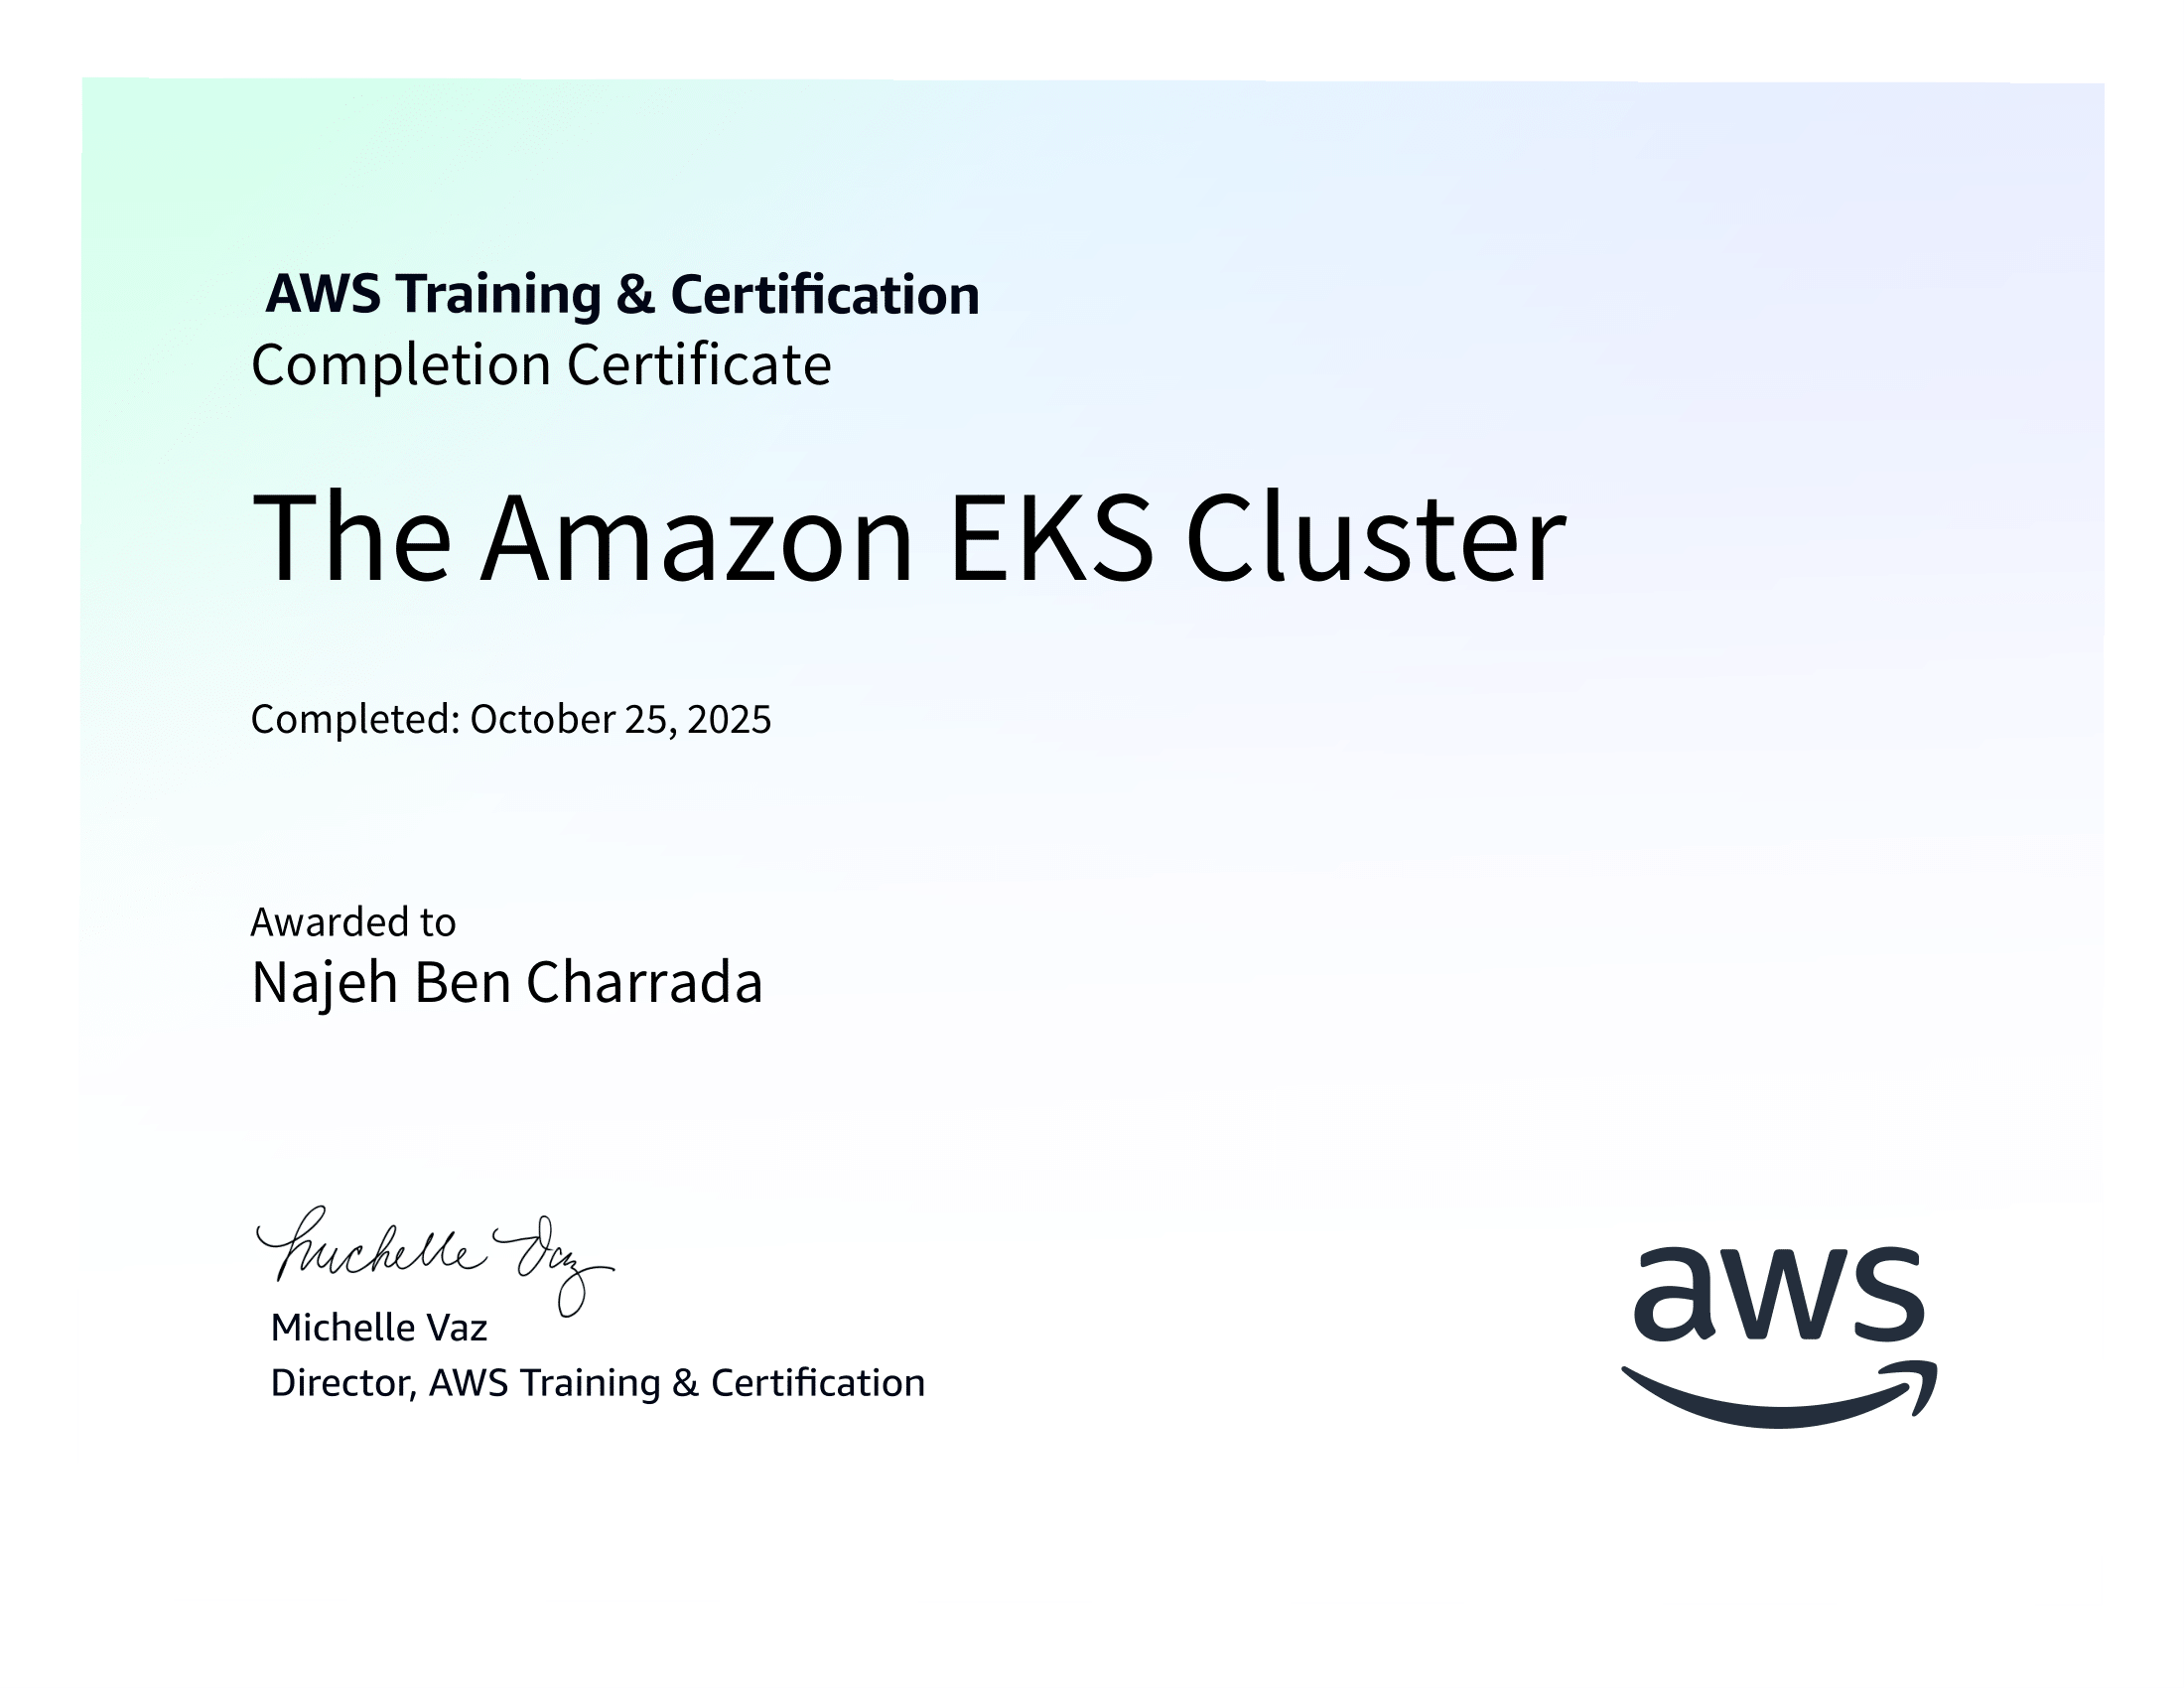 AWS Training & Certification
Completion Certificate
The Amazon EKS Cluster
Completed: October 25, 2025
Awarded to
Najeh Ben Charrada
Michelle Vaz
Michelle Vaz
Director, AWS Training & Certification
aws